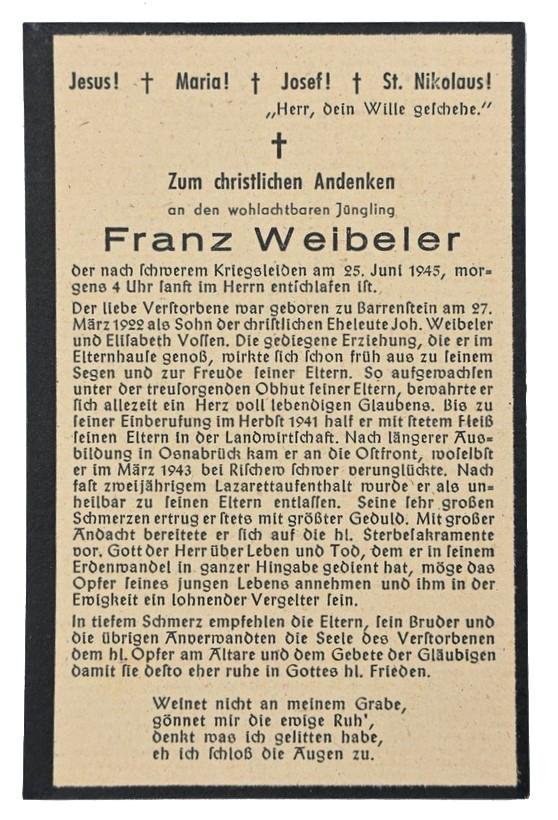 Jesus! † Maria! † Josef! † St. Nikolaus!
„Herr, dein Wille geschehe.“
†
Zum christlichen Andenken
an den wohlachtbaren Jüngling
Franz Weibeler
der nach schwerem Kriegsleiden am 25. Juni 1945, mor-
gens 4 Uhr sanft im Herrn entschlafen ist.
Der liebe Verstorbene war geboren zu Barrenstein am 27.
März 1922 als Sohn der christlichen Eheleute Joh. Weibeler
und Elisabeth Vossen. Die gediegene Erziehung, die er im
Elternhause genoß, wirkte sich schon früh aus zu seinem
Segen und zur Freude seiner Eltern. So aufgewachsen
unter der treusorgenden Obhut seiner Eltern, bewahrte er
sich allezeit ein Herz voll lebendigen Glaubens. Bis zu
seiner Einberufung im Herbst 1941 half er mit stetem Fleiß
seinen Eltern in der Landwirtschaft. Nach längerer Aus-
bildung in Osnabrück kam er an die Ostfront, woselbst
er im März 1943 bei Rischew schwer verunglückte. Nach
fast zweijährigem Lazarettaufenthalt wurde er als un-
heilbar zu seinen Eltern entlassen. Seine sehr großen
Schmerzen ertrug er stets mit größter Geduld. Mit großer
Andacht bereitete er sich auf die hl. Sterbesakramente
vor. Gott der Herr über Leben und Tod, dem er in seinem
Erdenwandel in ganzer Hingabe gedient hat, möge das
Opfer seines jungen Lebens annehmen und ihm in der
Ewigkeit ein lohnender Vergelter sein.
In tiefem Schmerz empfehlen die Eltern, sein Bruder und
die übrigen Anverwandten die Seele des Verstorbenen
dem hl. Opfer am Altare und dem Gebete der Gläubigen
damit sie desto eher ruhe in Gottes hl. Frieden.
Weinet nicht an meinem Grabe,
gönnet mir die ewige Ruh',
denkt was ich gelitten habe,
eh ich schloß die Augen zu.